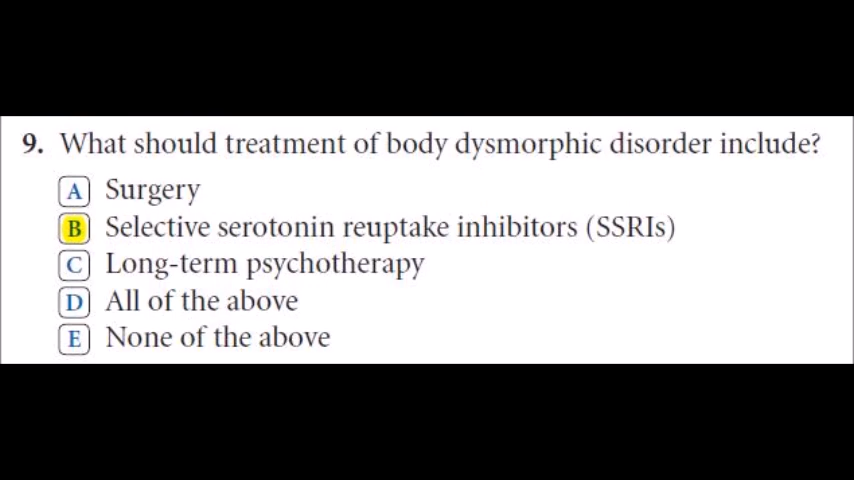 9. What should treatment of body dysmorphic disorder include?
A Surgery
B Selective serotonin reuptake inhibitors (SSRIs)
C Long-term psychotherapy
D All of the above
E None of the above